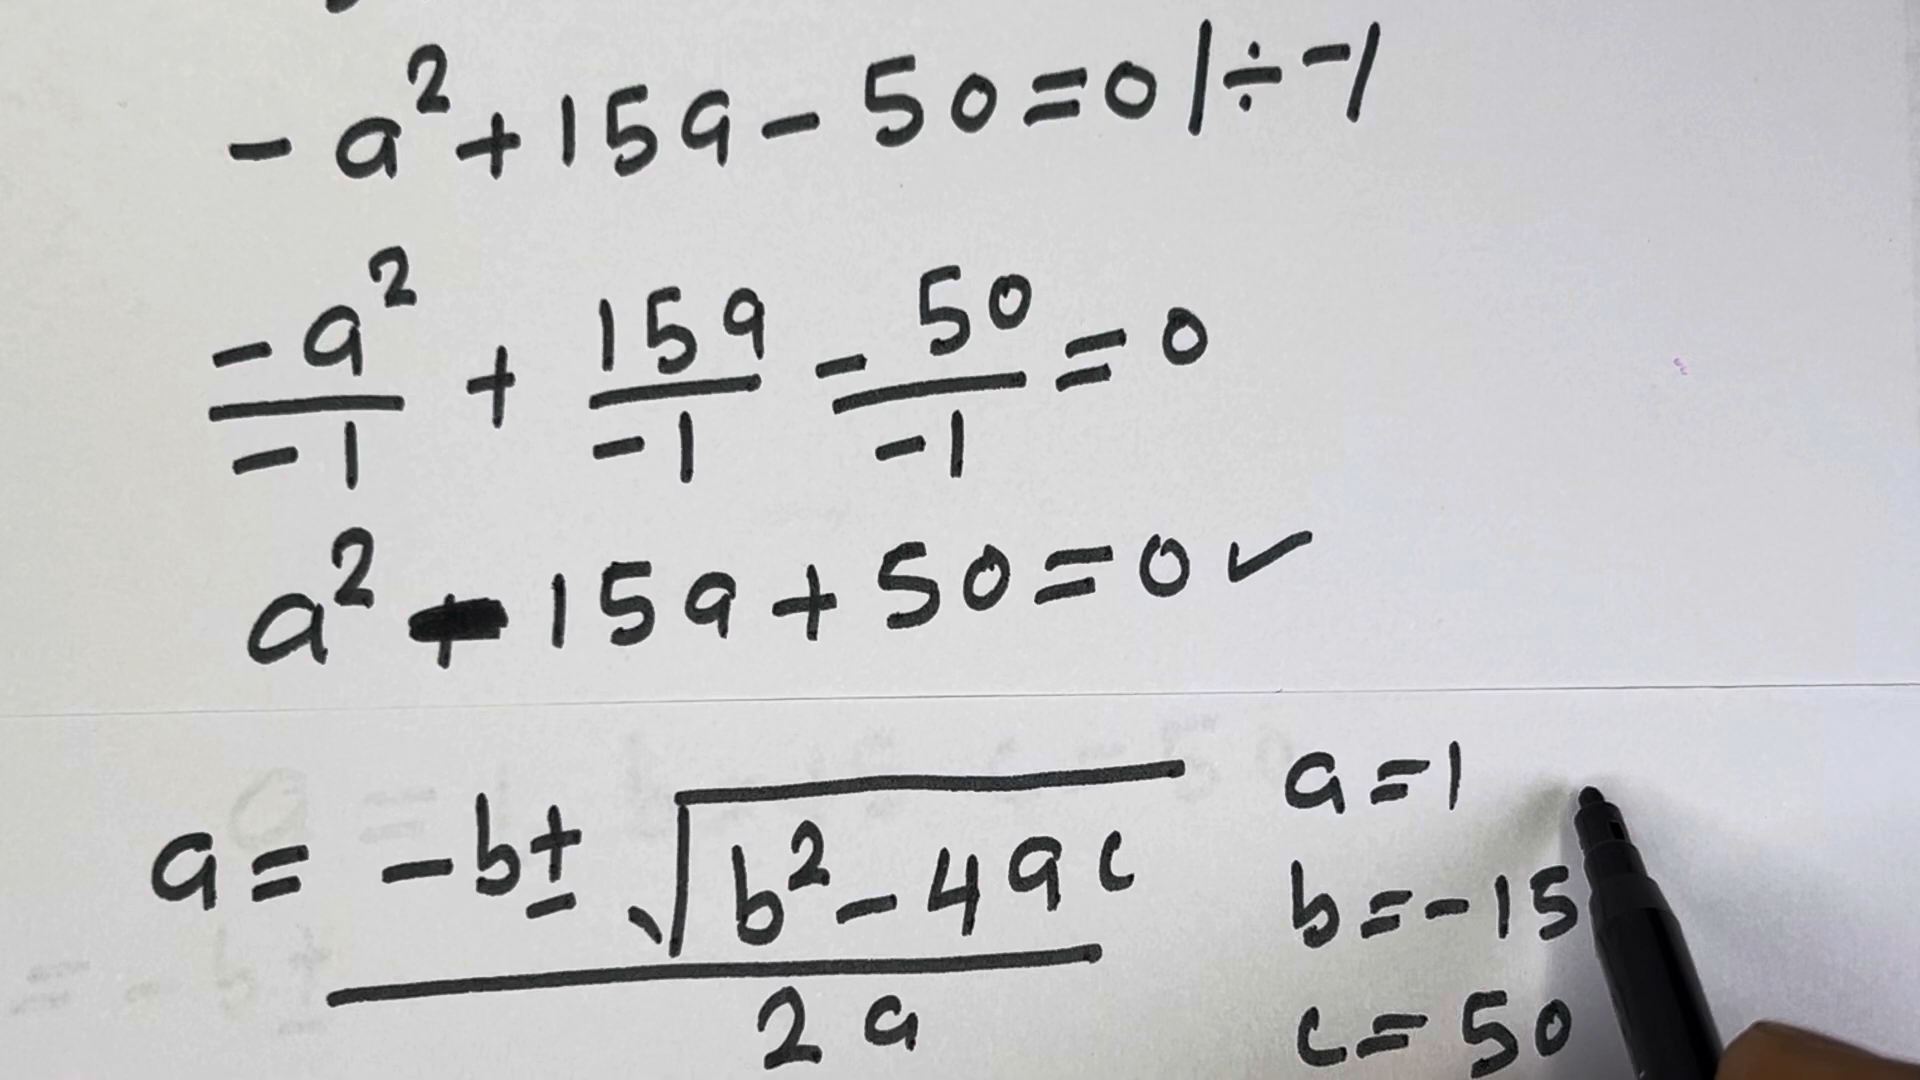 -a²+15a-50=0|÷-1
-a²/-1 + 15a/-1 - 50/-1 = 0
a² - 15a+50=0✓
a= -b± √(b²-4ac) / 2a
a=1
b=-15
c=50